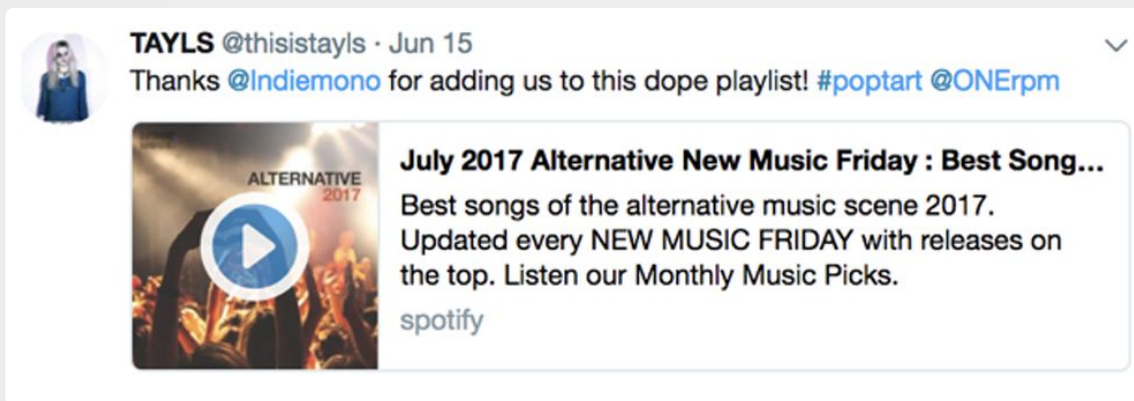 TAYLS @thisistayls · Jun 15
Thanks @Indiemono for adding us to this dope playlist! #poptart @ONErpm
ALTERNATIVE
2017
July 2017 Alternative New Music Friday : Best Song...
Best songs of the alternative music scene 2017.
Updated every NEW MUSIC FRIDAY with releases on
the top. Listen our Monthly Music Picks.
spotify